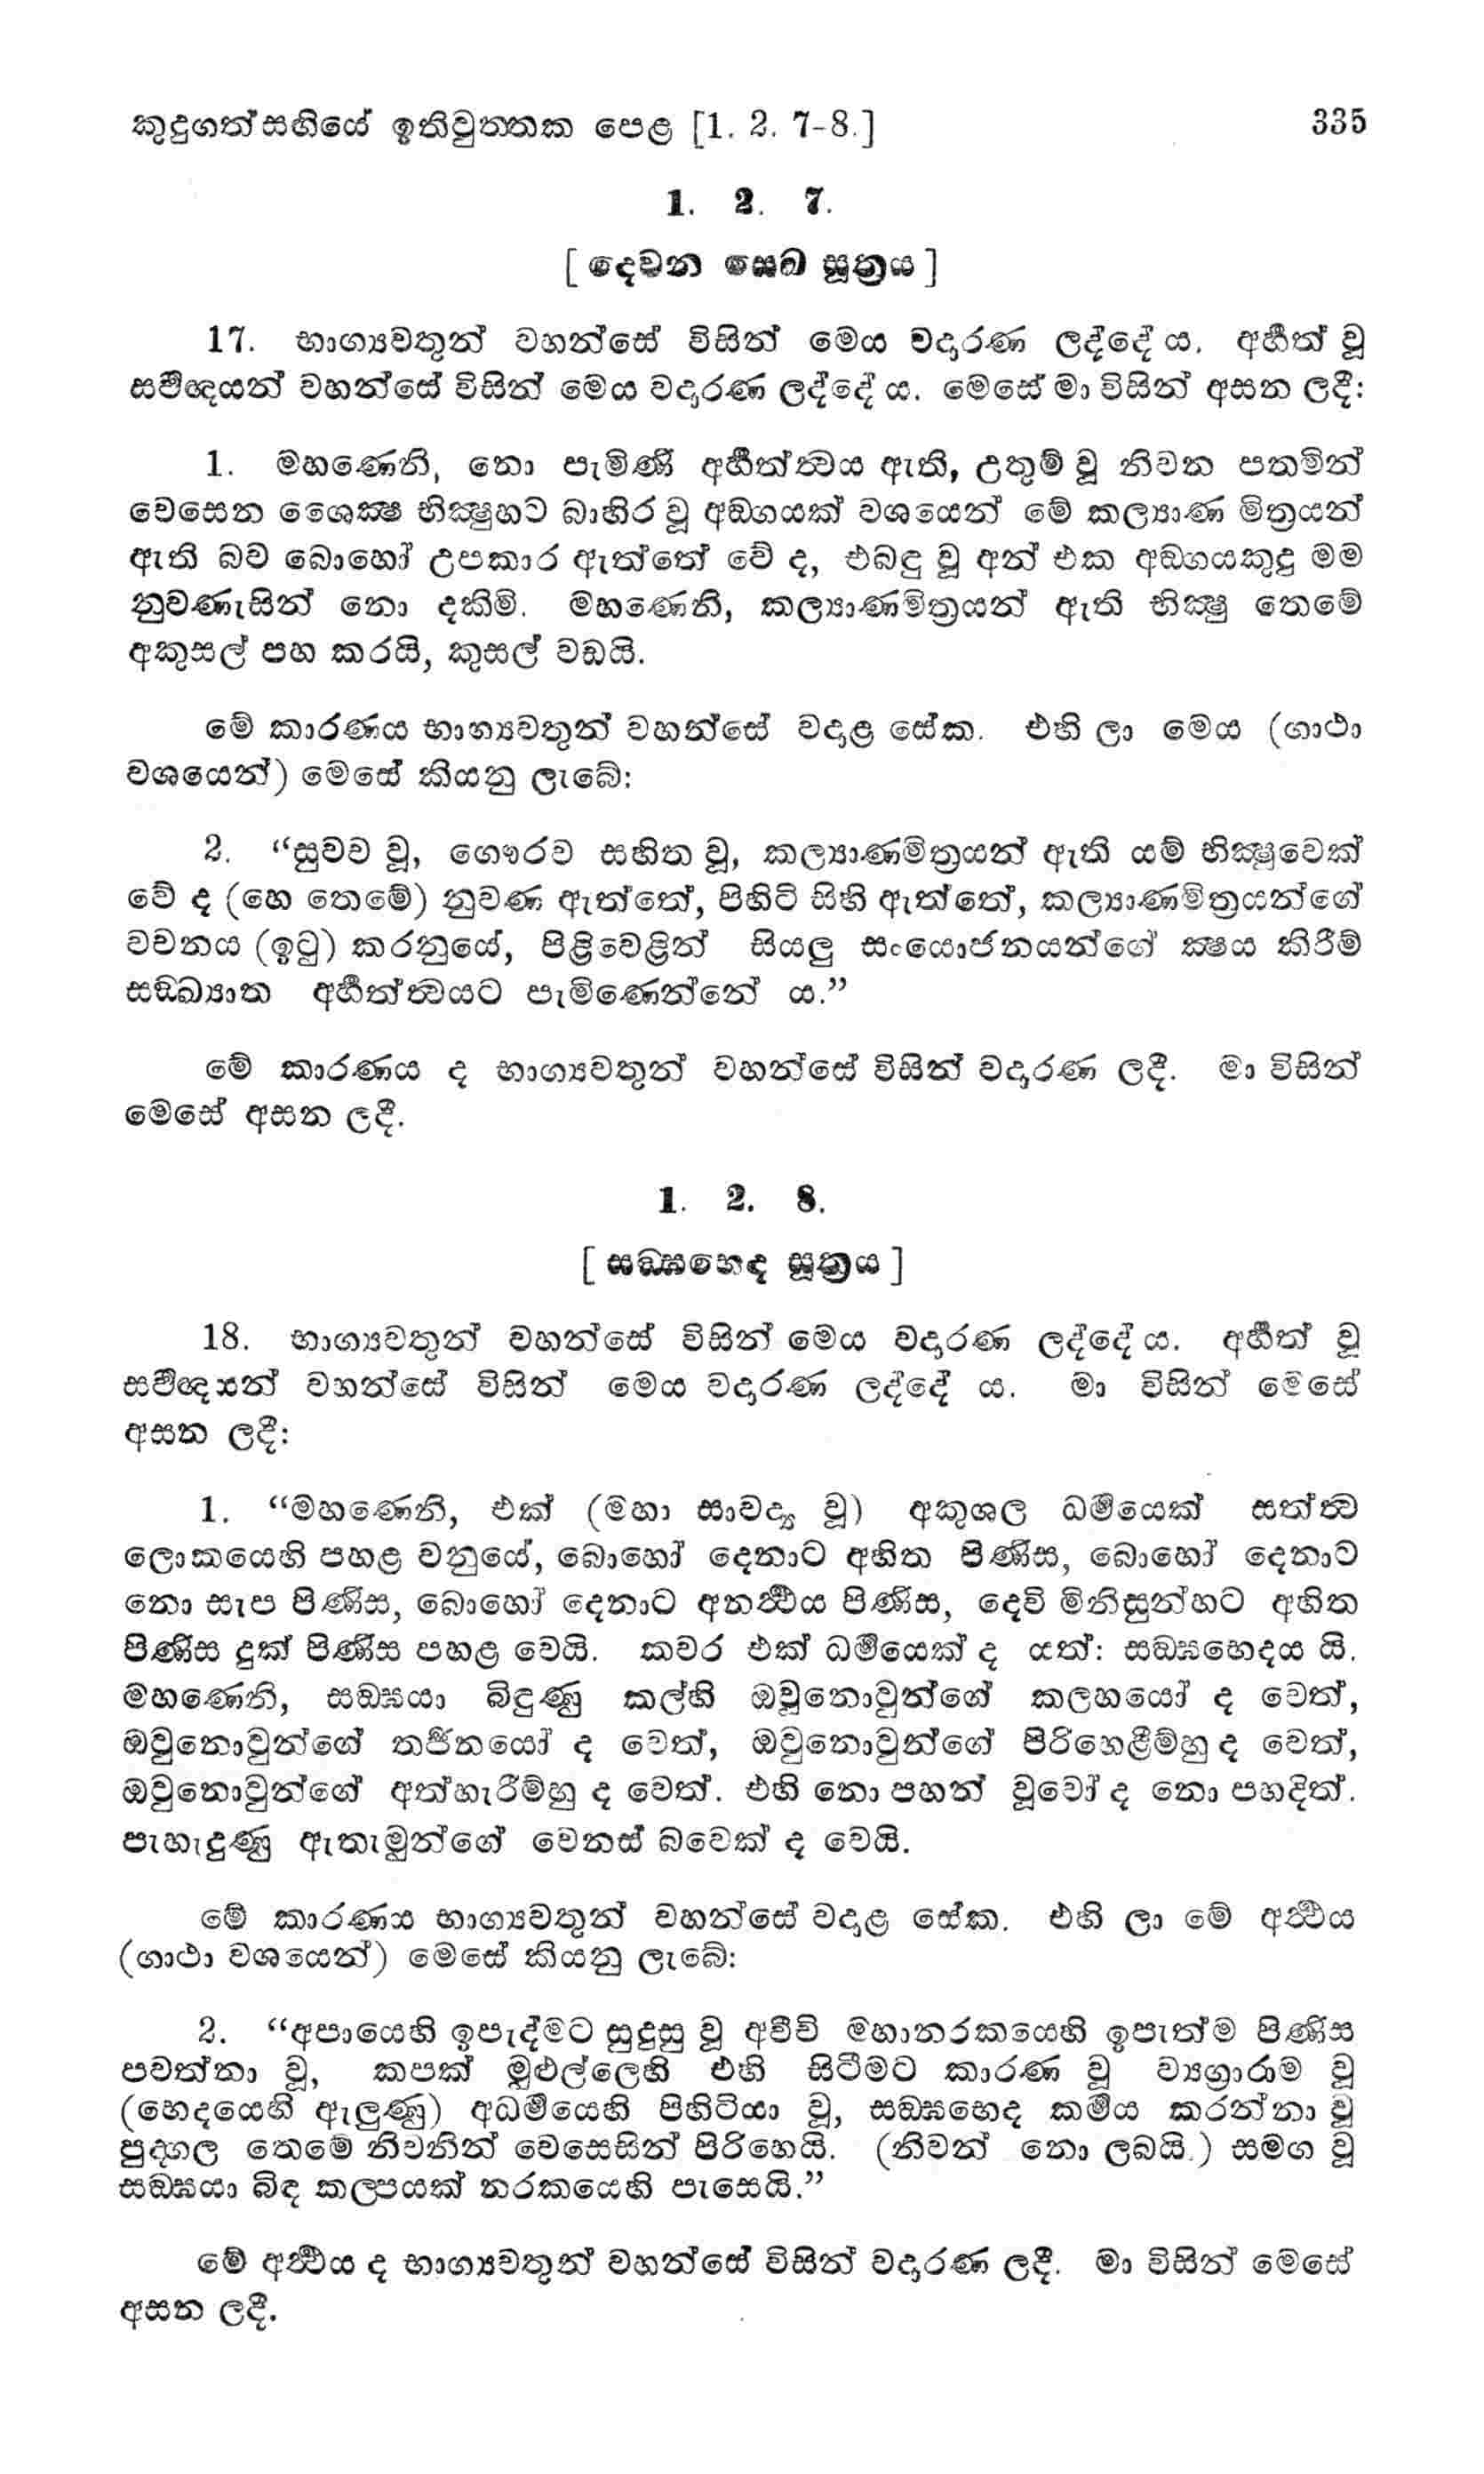 කුදුගත්සඟියේ ඉතිවුත්තක පෙළ [1. 2. 7-8.] 335
1. 2. 7.
[ දෙවන සෙඛ සූත්‍රය ]
17. භාග්‍යවතුන් වහන්සේ විසින් මෙය වදාරණ ලද්දේ ය. අර්හත් වූ
සර්වඥයන් වහන්සේ විසින් මෙය වදාරණ ලද්දේ ය. මෙසේ මා විසින් අසන ලදී:
1. මහණෙනි, නො පැමිණි අර්හත්ත්‍වය ඇති, උතුම් වූ නිවන පතමින්
වෙසෙන ශෛක්‍ෂ භික්‍ෂුහට බාහිර වූ අඞ්ගයක් වශයෙන් මේ කල්‍යාණ මිත්‍රයන්
ඇති බව බොහෝ උපකාර ඇත්තේ වේ ද, එබඳු වූ අන් එක අඞ්ගයකුදු මම
නුවණැසින් නො දකිමි. මහණෙනි, කල්‍යාණමිත්‍රයන් ඇති භික්‍ෂු තෙමේ
අකුසල් පහ කරයි, කුසල් වඩයි.
මේ කාරණය භාග්‍යවතුන් වහන්සේ වදාළ සේක. එහි ලා මෙය (ගාථා
වශයෙන්) මෙසේ කියනු ලැබේ:
2. “සුවච වූ, ගෞරව සහිත වූ, කල්‍යාණමිත්‍රයන් ඇති යම් භික්‍ෂුවෙක්
වේ ද (හෙ තෙමේ) නුවණ ඇත්තේ, පිහිටි සිහි ඇත්තේ, කල්‍යාණමිත්‍රයන්ගේ
වචනය (ඉටු) කරනුයේ, පිළිවෙළින් සියලු සංයොජනයන්ගේ ක්‍ෂය කිරීම්
සඞ්ඛ්‍යාත අර්හත්ත්‍වයට පැමිණෙන්නේ ය.”
මේ කාරණය ද භාග්‍යවතුන් වහන්සේ විසින් වදාරණ ලදී. මා විසින්
මෙසේ අසන ලදී.
1. 2. 8.
[ සඞ්ඝභෙද සූත්‍රය ]
18. භාග්‍යවතුන් වහන්සේ විසින් මෙය වදාරණ ලද්දේ ය. අර්හත් වූ
සර්වඥයන් වහන්සේ විසින් මෙය වදාරණ ලද්දේ ය. මා විසින් මෙසේ
අසන ලදී:
1. “මහණෙනි, එක් (මහා සාවද්‍ය වූ) අකුශල ධර්මයෙක් සත්ත්‍ව
ලොකයෙහි පහළ වනුයේ, බොහෝ දෙනාට අහිත පිණිස, බොහෝ දෙනාට
නො සැප පිණිස, බොහෝ දෙනාට අනර්ථය පිණිස, දෙවි මිනිසුන්හට අහිත
පිණිස දුක් පිණිස පහළ වෙයි. කවර එක් ධර්මයෙක් ද යත්: සඞ්ඝභෙදය යි.
මහණෙනි, සඞ්ඝයා බිඳුණු කල්හි ඔවුනොවුන්ගේ කලහයෝ ද වෙත්,
ඔවුනොවුන්ගේ තර්ජනයෝ ද වෙත්, ඔවුනොවුන්ගේ පිරිහෙළීම්හු ද වෙත්,
ඔවුනොවුන්ගේ අත්හැරීම්හු ද වෙත්. එහි නො පහන් වූවෝ ද නො පහදිත්.
පැහැදුණු ඇතැමුන්ගේ වෙනස් බවෙක් ද වෙයි.
මේ කාරණය භාග්‍යවතුන් වහන්සේ වදාළ සේක. එහි ලා මේ අර්ථය
(ගාථා වශයෙන්) මෙසේ කියනු ලැබේ:
2. “අපායෙහි ඉපැද්මට සුදුසු වූ අවීචි මහානරකයෙහි ඉපැත්ම පිණිස
පවත්නා වූ, කපක් මුළුල්ලෙහි එහි සිටීමට කාරණ වූ ව්‍යග්‍රාරාම වූ
(භෙදයෙහි ඇලුණු) අධර්මයෙහි පිහිටියා වූ, සඞ්ඝභෙද කර්මය කරන්නා වූ
පුද්ගල තෙමේ නිවනින් වෙසෙසින් පිරිහෙයි. (නිවන් නො ලබයි.) සමග වූ
සඞ්ඝයා බිඳ කල්පයක් නරකයෙහි පැසෙයි.”
මේ අර්ථය ද භාග්‍යවතුන් වහන්සේ විසින් වදාරණ ලදී. මා විසින් මෙසේ
අසන ලදී.